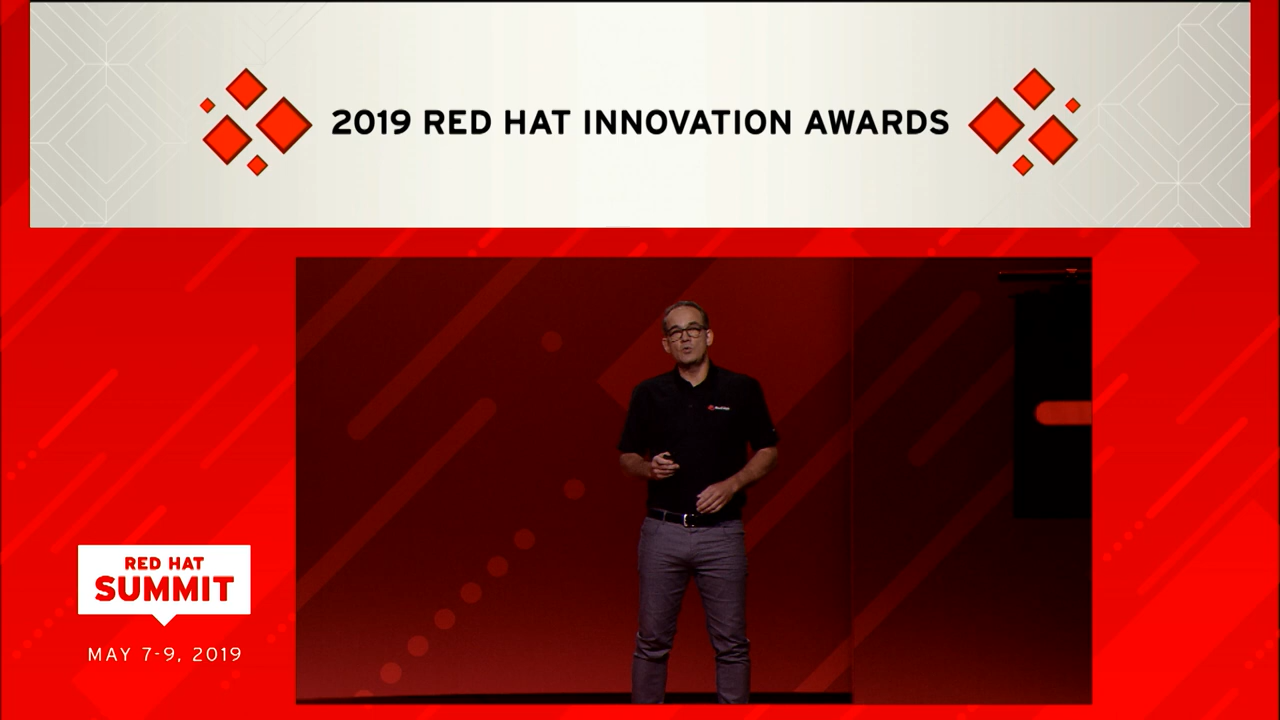 2019 RED HAT INNOVATION AWARDS
RED HAT
SUMMIT
MAY 7-9, 2019